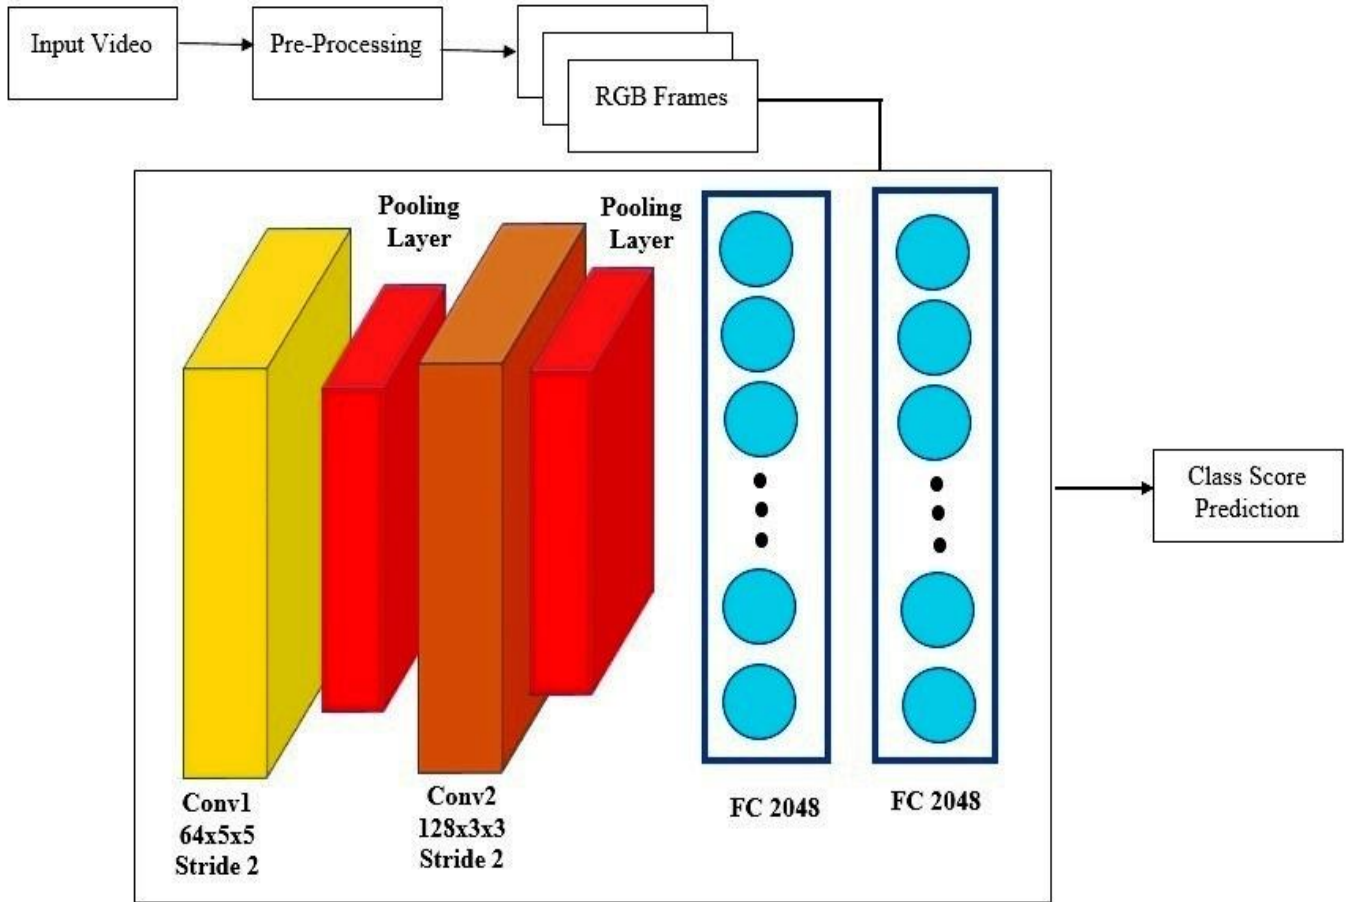 Input Video
Pre-Processing
RGB Frames
Pooling
Layer
Pooling
Layer
Class Score
Prediction
Conv1
64x5x5
Stride 2
Conv2
128x3x3
Stride 2
FC 2048
FC 2048